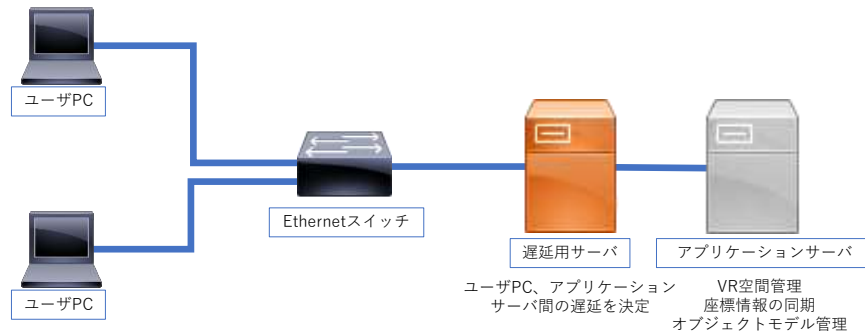 ユーザPC
ユーザPC
Ethernetスイッチ
遅延用サーバ
ユーザPC、アプリケーション
サーバ間の遅延を決定
アプリケーションサーバ
VR空間管理
座標情報の同期
オブジェクトモデル管理